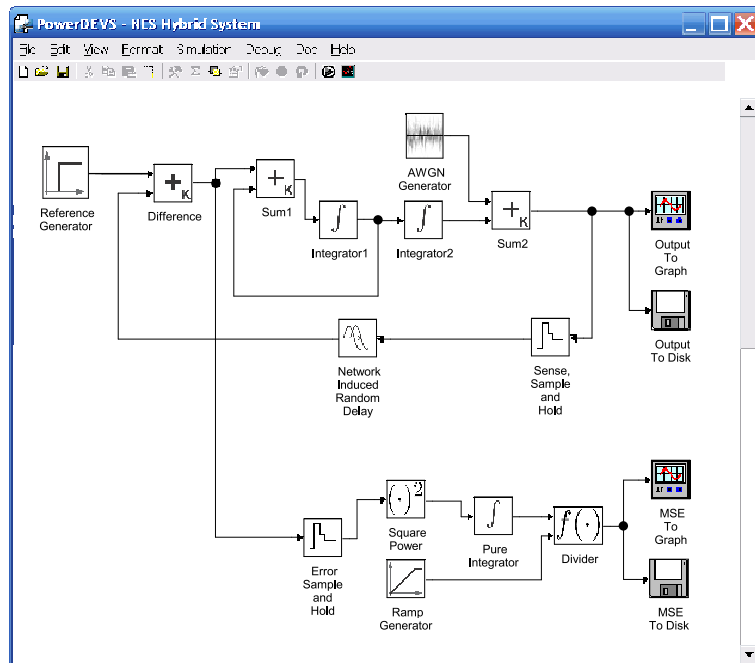 PowerDEVS - NES Hybrid System
File Edit View Format Simulation Debug Doc Help
AWGN
Generator
Reference
Generator
+
K
Difference
+
K
Sum1
∫
Integrator1
∫
Integrator2
+
K
Sum2
Output
To
Graph
Output
To Disk
Network
Induced
Random
Delay
Sense,
Sample
and
Hold
Error
Sample
and
Hold
(•)2
Square
Power
∫
Pure
Integrator
f(•)
Divider
Ramp
Generator
MSE
To
Graph
MSE
To Disk